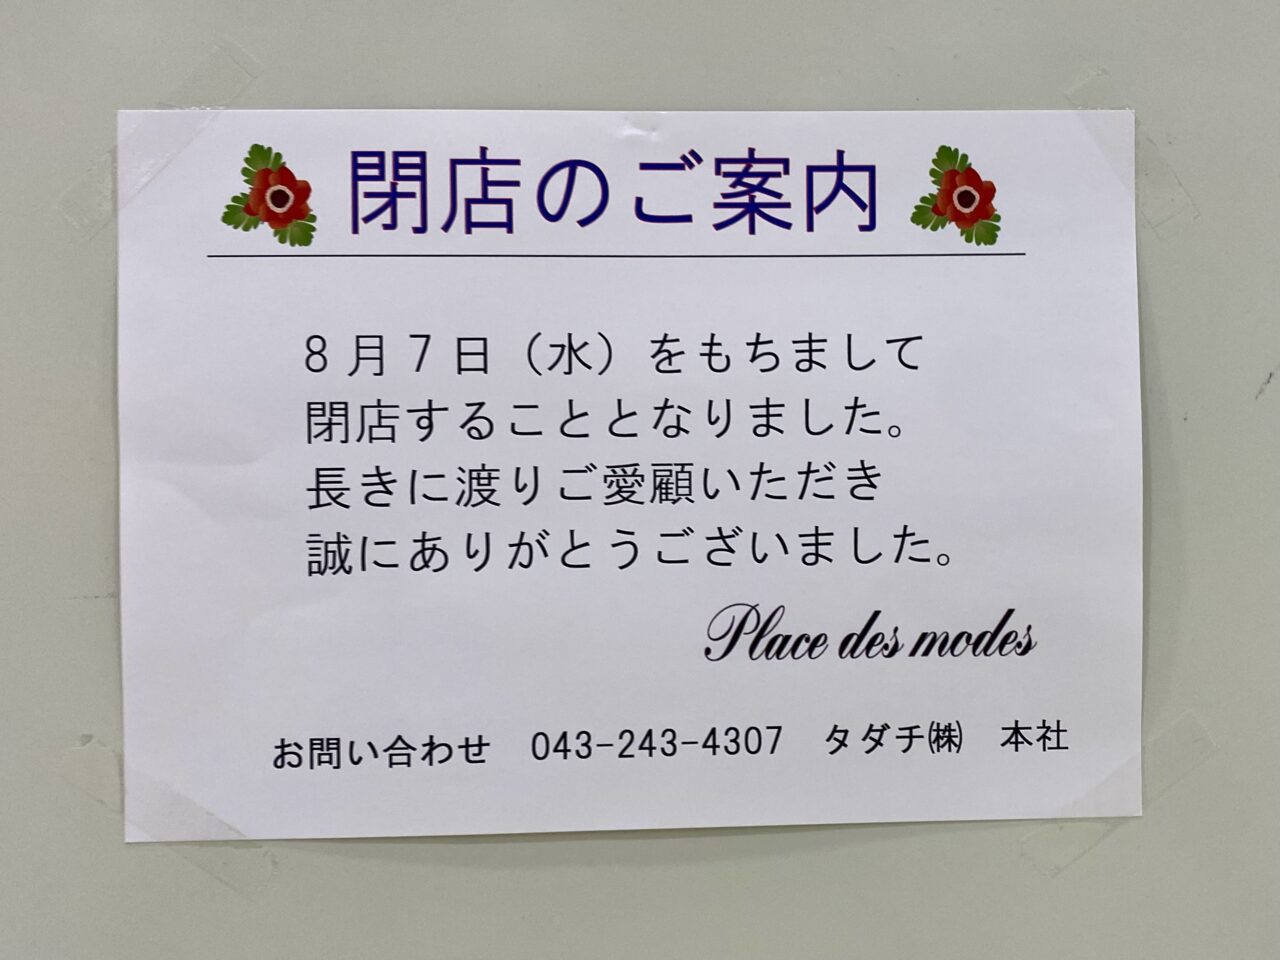 閉店のご案内
8月7日（水）をもちまして
閉店することとなりました。
長きに渡りご愛顧いただき
誠にありがとうございました。
Place des modes
お問い合わせ　043-243-4307　タダチ㈱　本社